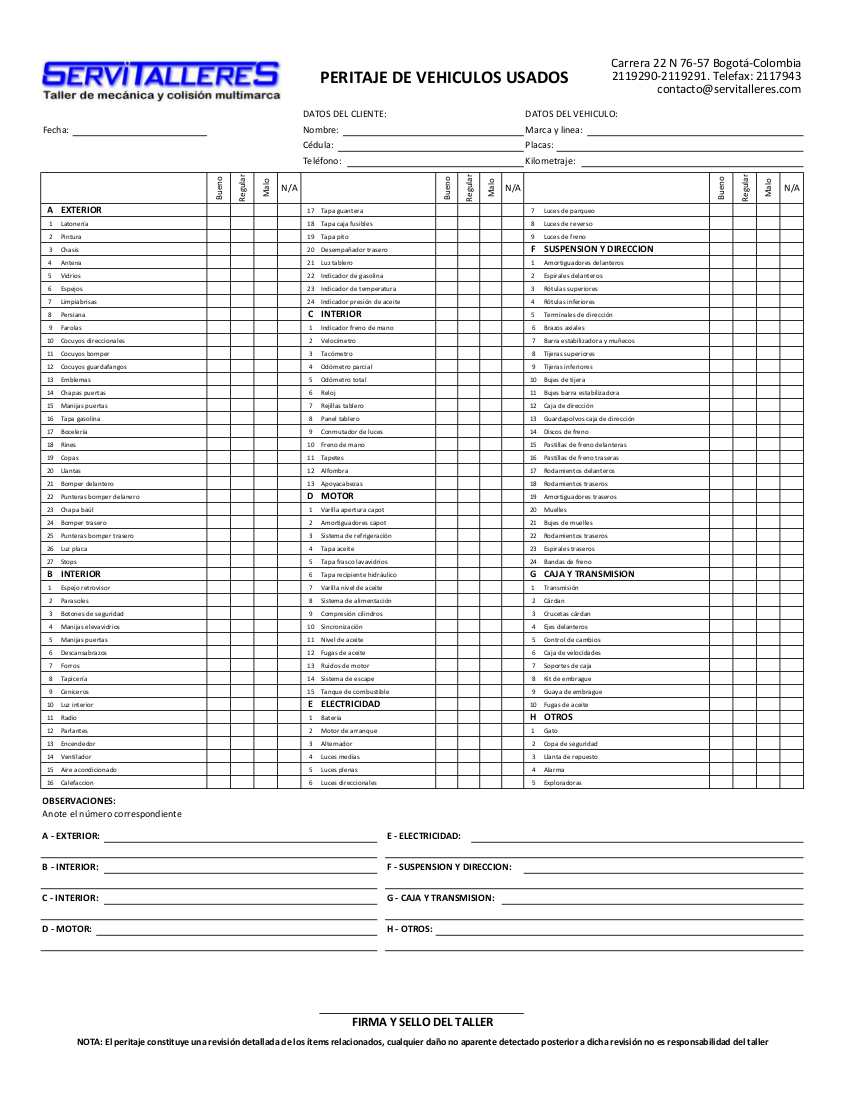 SERVITALLERES
Taller de mecánica y colisión multimarca
PERITAJE DE VEHICULOS USADOS
Carrera 22 N 76-57 Bogotá-Colombia
2119290-2119291. Telefax: 2117943
contacto@servitalleres.com
DATOS DEL CLIENTE:
DATOS DEL VEHICULO:
Fecha:
Nombre:
Marca y linea:
Cédula:
Placas:
Teléfono:
Kilometraje:
Bueno Regular Malo N/A
Bueno Regular Malo N/A
Bueno Regular Malo N/A
A EXTERIOR
1 Latonería
2 Pintura
3 Chasis
4 Antena
5 Vidrios
6 Espejos
7 Limpiabrisas
8 Persiana
9 Farolas
10 Cocuyos direccionales
11 Cocuyos bomper
12 Cocuyos guardafangos
13 Emblemas
14 Chapas puertas
15 Manijas puertas
16 Tapa gasolina
17 Bocelería
18 Rines
19 Copas
20 Llantas
21 Bomper delantero
22 Punteras bomper delanero
23 Chapa baúl
24 Bomper trasero
25 Punteras bomper trasero
26 Luz placa
27 Stops
B INTERIOR
1 Espejo retrovisor
2 Parasoles
3 Botones de seguridad
4 Manijas elevavidrios
5 Manijas puertas
6 Descansabrazos
7 Forros
8 Tapicería
9 Ceniceros
10 Luz interior
11 Radio
12 Parlantes
13 Encendedor
14 Ventilador
15 Aire acondicionado
16 Calefaccion
17 Tapa guantera
18 Tapa caja fusibles
19 Tapa pito
20 Desempañador trasero
21 Luz tablero
22 Indicador de gasolina
23 Indicador de temperatura
24 Indicador presión de aceite
C INTERIOR
1 Indicador freno de mano
2 Velocímetro
3 Tacómetro
4 Odómetro parcial
5 Odómetro total
6 Reloj
7 Rejillas tablero
8 Panel tablero
9 Conmutador de luces
10 Freno de mano
11 Tapetes
12 Alfombra
13 Apoyacabezas
D MOTOR
1 Varilla apertura capot
2 Amortiguadores capot
3 Sistema de refrigeración
4 Tapa aceite
5 Tapa frasco lavavidrios
6 Tapa recipiente hidráulico
7 Varilla nivel de aceite
8 Sistema de alimentación
9 Compresión cilindros
10 Sincronización
11 Nivel de aceite
12 Fugas de aceite
13 Ruidos de motor
14 Sistema de escape
15 Tanque de combustible
E ELECTRICIDAD
1 Batería
2 Motor de arranque
3 Alternador
4 Luces medias
5 Luces plenas
6 Luces direccionales
7 Luces de parqueo
8 Luces de reverso
9 Luces de freno
F SUSPENSION Y DIRECCION
1 Amortiguadores delanteros
2 Espirales delanteros
3 Rótulas superiores
4 Rótulas inferiores
5 Terminales de dirección
6 Brazos axiales
7 Barra estabilizadora y muñecos
8 Tijeras superiores
9 Tijeras inferiores
10 Bujes de tijera
11 Bujes barra estabilizadora
12 Caja de dirección
13 Guardapolvos caja de dirección
14 Discos de freno
15 Pastillas de freno delanteras
16 Pastillas de freno traseras
17 Rodamientos delanteros
18 Rodamientos traseros
19 Amortiguadores traseros
20 Muelles
21 Bujes de muelles
22 Rodamientos traseros
23 Espirales traseros
24 Bandas de freno
G CAJA Y TRANSMISION
1 Transmisión
2 Cárdan
3 Crucetas cárdan
4 Ejes delanteros
5 Control de cambios
6 Caja de velocidades
7 Soportes de caja
8 Kit de embrague
9 Guaya de embrague
10 Fugas de aceite
H OTROS
1 Gato
2 Copa de seguridad
3 Llanta de repuesto
4 Alarma
5 Exploradoras
OBSERVACIONES:
Anote el número correspondiente
A - EXTERIOR:
E - ELECTRICIDAD:
B - INTERIOR:
F - SUSPENSION Y DIRECCION:
C - INTERIOR:
G - CAJA Y TRANSMISION:
D - MOTOR:
H - OTROS:
FIRMA Y SELLO DEL TALLER
NOTA: El peritaje constituye una revisión detallada de los ítems relacionados, cualquier daño no aparente detectado posterior a dicha revisión no es responsabilidad del taller